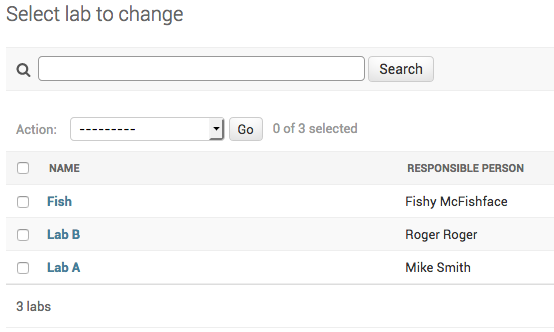 Select lab to change
Search
Action: --------- Go 0 of 3 selected
NAME RESPONSIBLE PERSON
Fish Fishy McFishface
Lab B Roger Roger
Lab A Mike Smith
3 labs